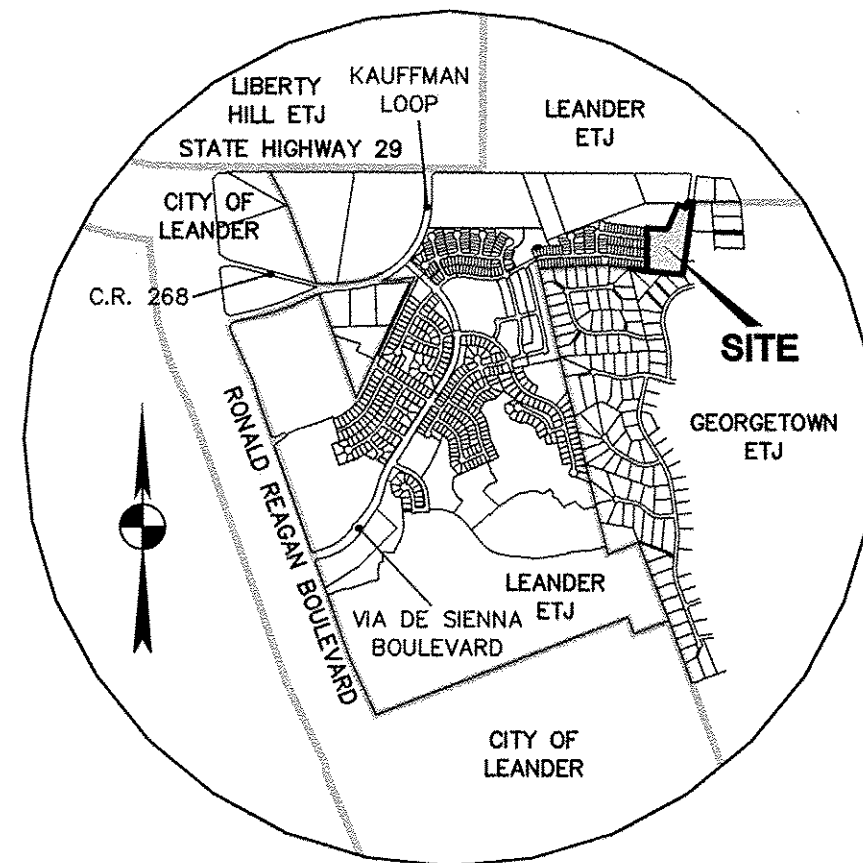 LIBERTY
HILL ETJ
KAUFFMAN
LOOP
LEANDER
ETJ
STATE HIGHWAY 29
CITY OF
LEANDER
C.R. 268
SITE
RONALD REAGAN BOULEVARD
GEORGETOWN
ETJ
LEANDER
ETJ
VIA DE SIENNA
BOULEVARD
CITY OF
LEANDER